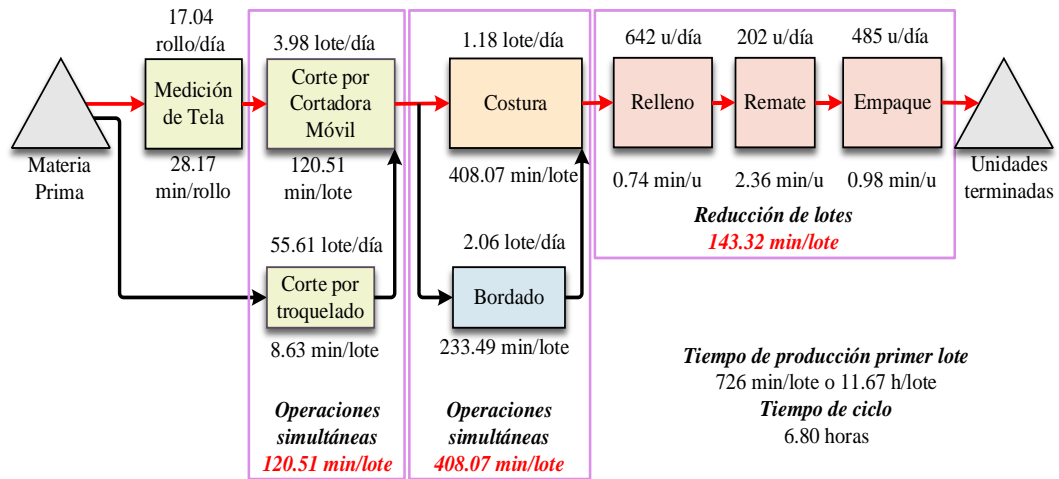 17.04
rollo/día
Medición
de Tela
28.17
min/rollo
Materia
Prima
3.98 lote/día
Corte por
Cortadora
Móvil
120.51
min/lote
55.61 lote/día
Corte por
troquelado
8.63 min/lote
Operaciones
simultáneas
120.51 min/lote
1.18 lote/día
Costura
408.07 min/lote
2.06 lote/día
Bordado
233.49 min/lote
Operaciones
simultáneas
408.07 min/lote
642 u/día
Relleno
0.74 min/u
202 u/día
Remate
2.36 min/u
485 u/día
Empaque
0.98 min/u
Reducción de lotes
143.32 min/lote
Unidades
terminadas
Tiempo de producción primer lote
726 min/lote o 11.67 h/lote
Tiempo de ciclo
6.80 horas